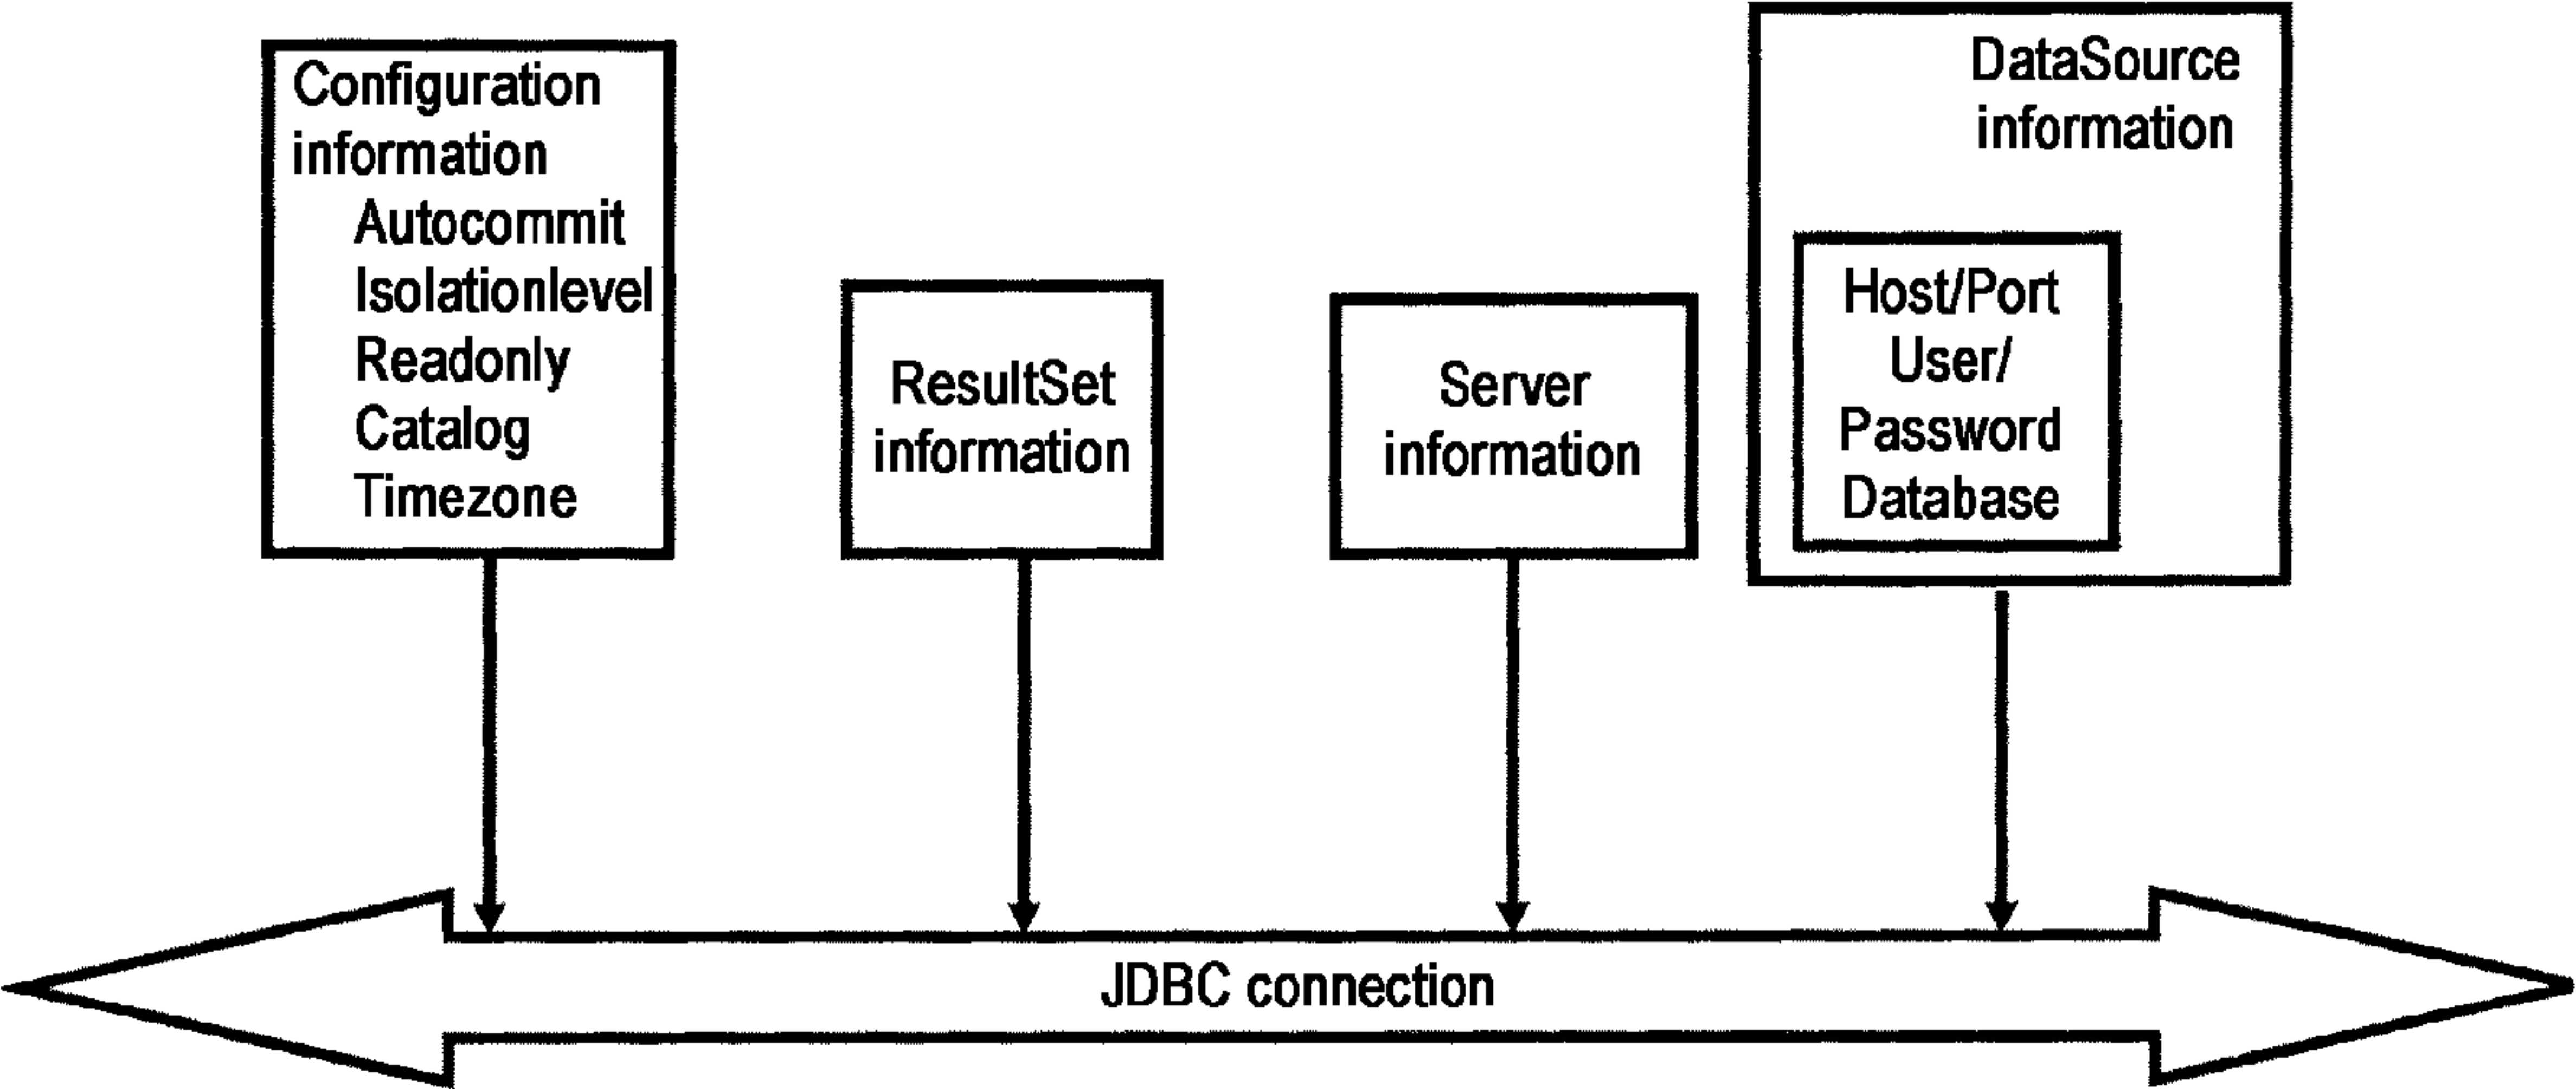 Configuration
information
Autocommit
Isolationlevel
Readonly
Catalog
Timezone
ResultSet
information
Server
information
DataSource
information
Host/Port
User/
Password
Database
JDBC connection